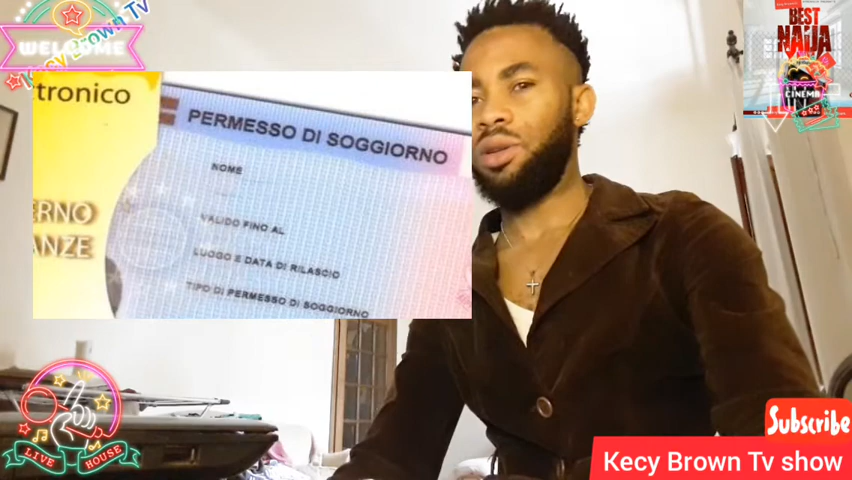 WELCOME
Kecy Brown Tv
BEST
NAIJA
CINEMA
ctronico
ERNO
ANZE
PERMESSO DI SOGGIORNO
NOME
VALIDO FINO AL
LUOGO E DATA DI RILASCIO
TIPO DI PERMESSO DI SOGGIORNO
LIVE HOUSE
Subscribe
Kecy Brown Tv show